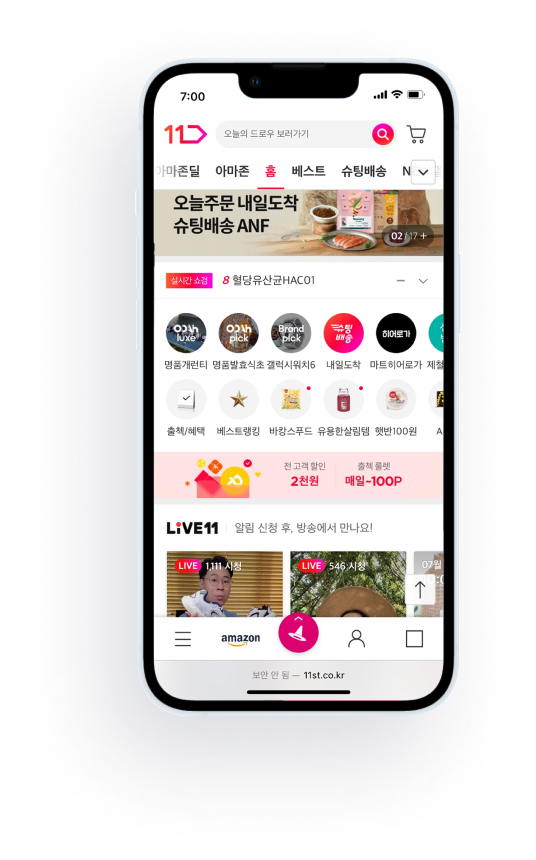 7:00
11
오늘의 드로우 보러가기
아마존딜 아마존 홈 베스트 슈팅배송 N
오늘주문 내일도착
슈팅배송 ANF
02 / 17 +
실시간 쇼검 8 혈당유산균HAC01
OOAh luxe
OOAh pick
Brand pick
슈팅배송
히어로가
명품개런티 명품발효식초 갤럭시워치6 내일도착 마트히어로가 제철
출첵/혜택 베스트랭킹 바캉스푸드 유용한살림템 햇반100원 A
전 고객 할인
2천원
출첵 룰렛
매일~100P
LiVE11 알림 신청 후, 방송에서 만나요!
LIVE 1,111 시청
LIVE 546 시청
07월
amazon
보안 안 됨 — 11st.co.kr